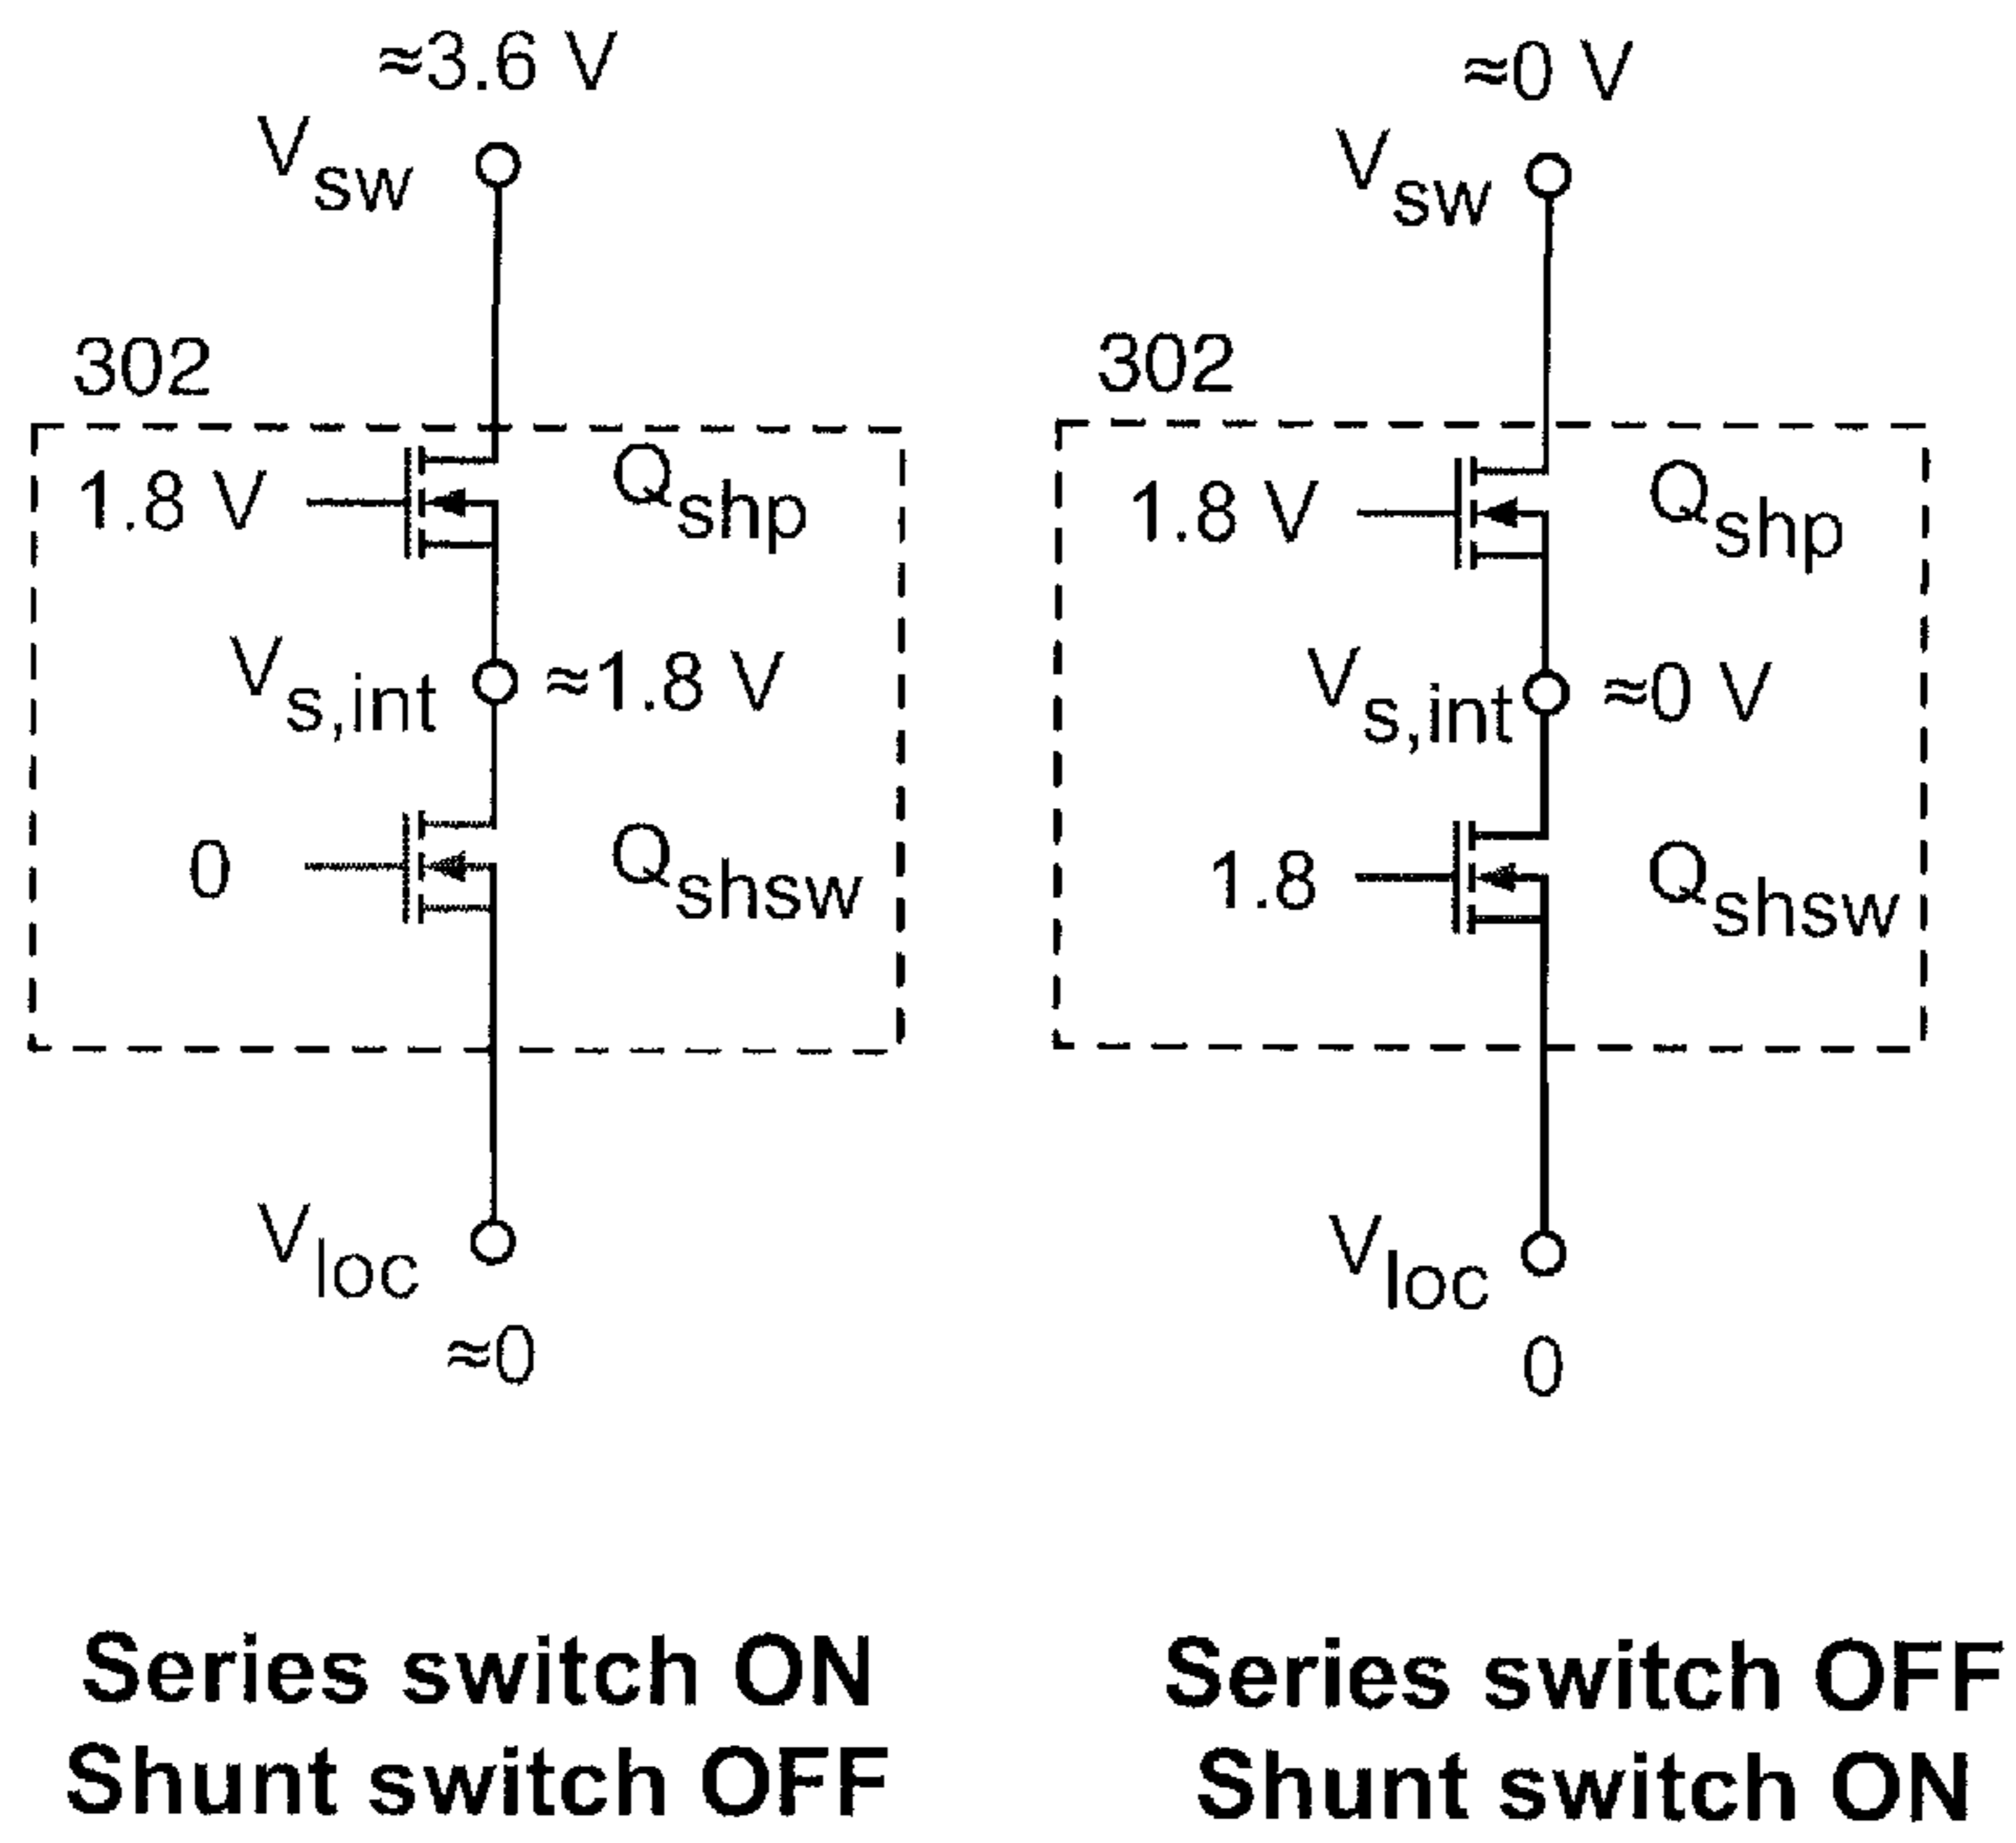 ≈3.6 V
Vsw
302
1.8 V
Qshp
Vs,int
≈1.8 V
0
Qshsw
Vloc
≈0
Series switch ON
Shunt switch OFF
≈0 V
Vsw
302
1.8 V
Qshp
Vs,int
≈0 V
1.8
Qshsw
Vloc
0
Series switch OFF
Shunt switch ON